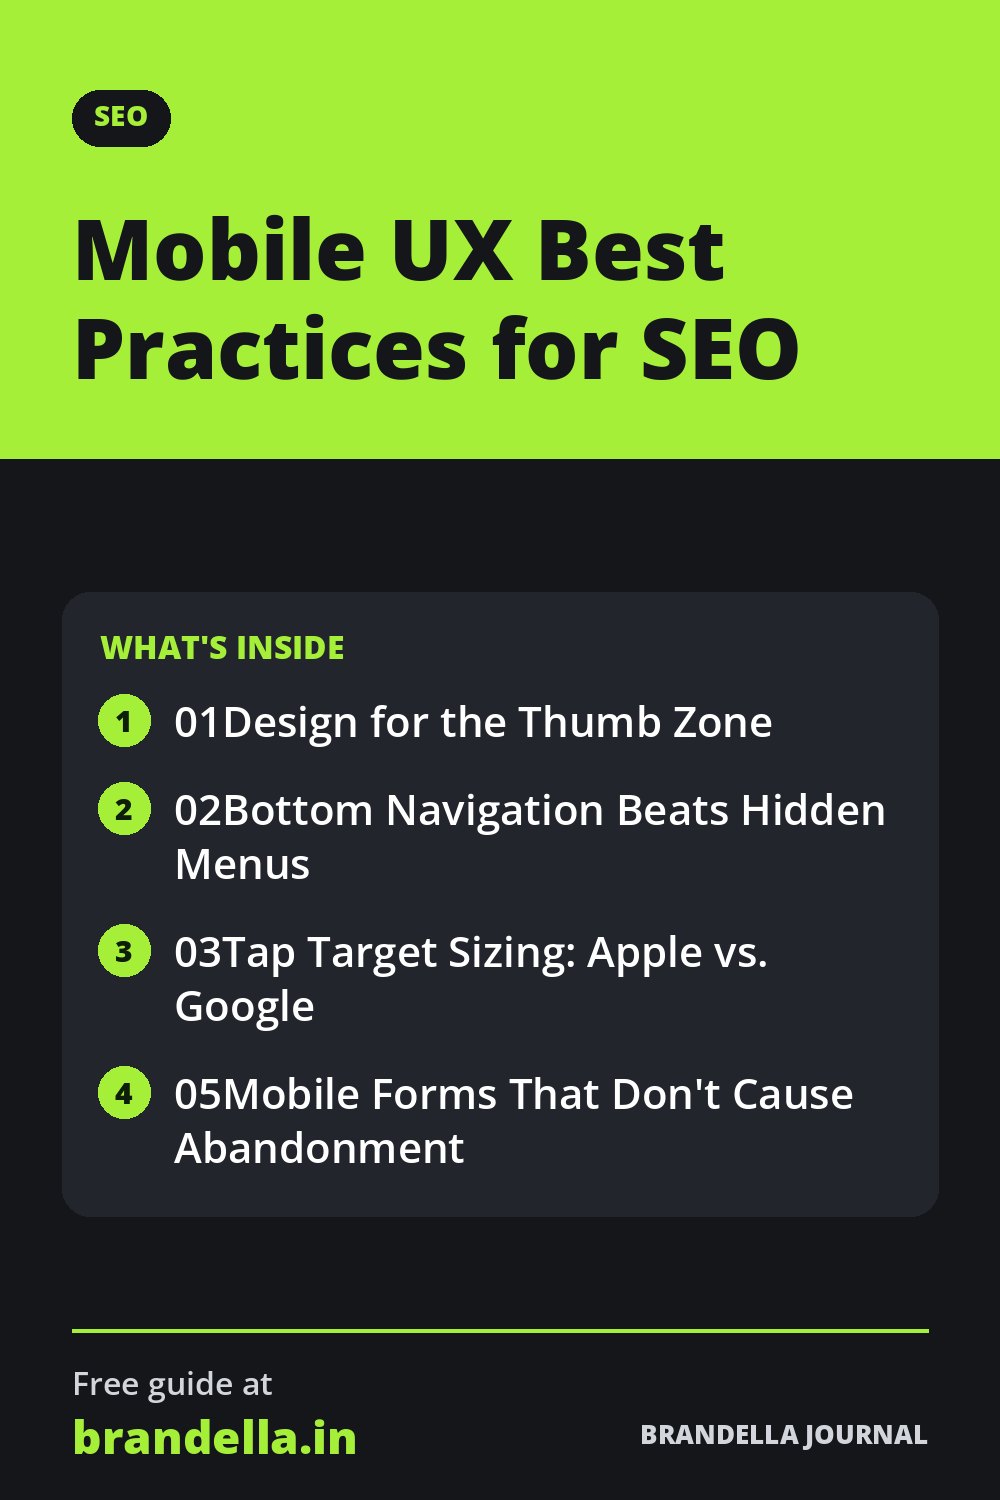 SEO
Mobile UX Best
Practices for SEO
WHAT'S INSIDE
1 01Design for the Thumb Zone
2 02Bottom Navigation Beats Hidden
Menus
3 03Tap Target Sizing: Apple vs.
Google
4 05Mobile Forms That Don't Cause
Abandonment
Free guide at
brandella.in
BRANDELLA JOURNAL